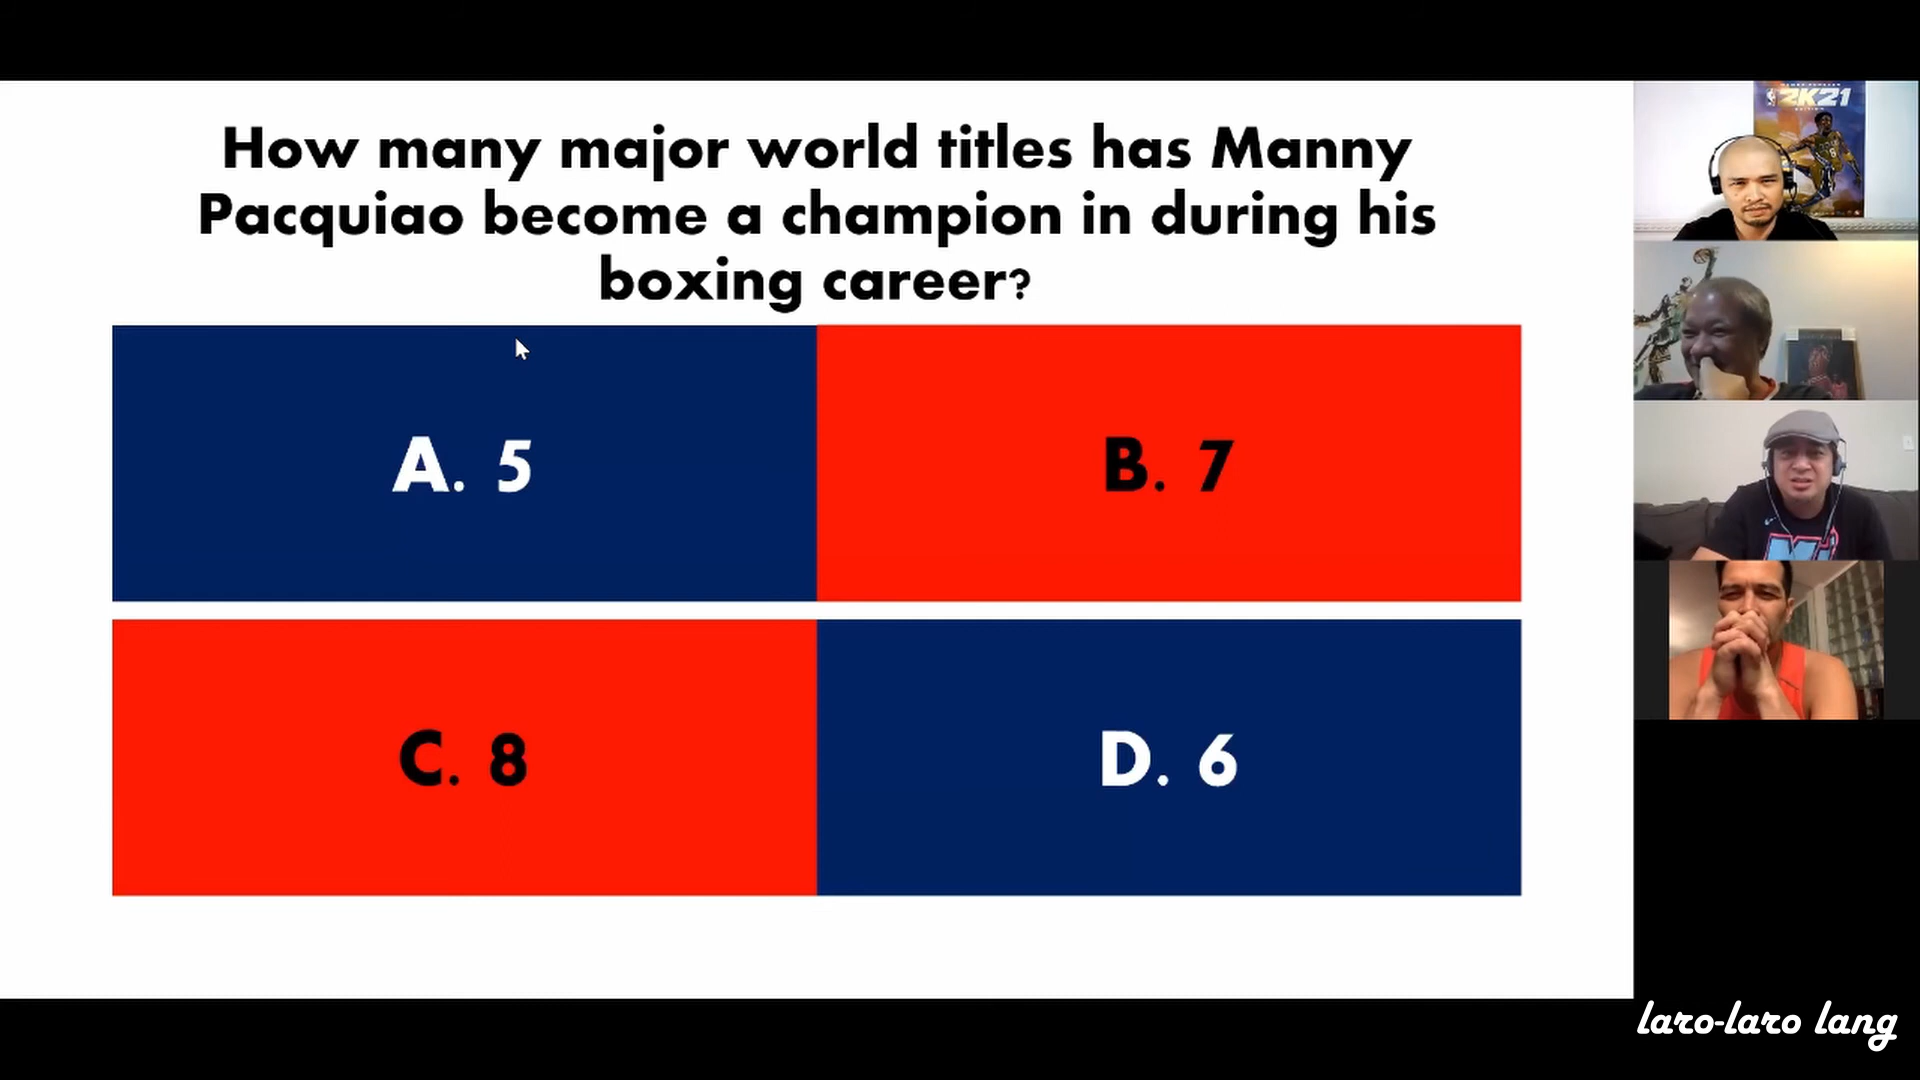 How many major world titles has Manny
Pacquiao become a champion in during his
boxing career?
A. 5
B. 7
C. 8
D. 6
2K21
laro-laro lang